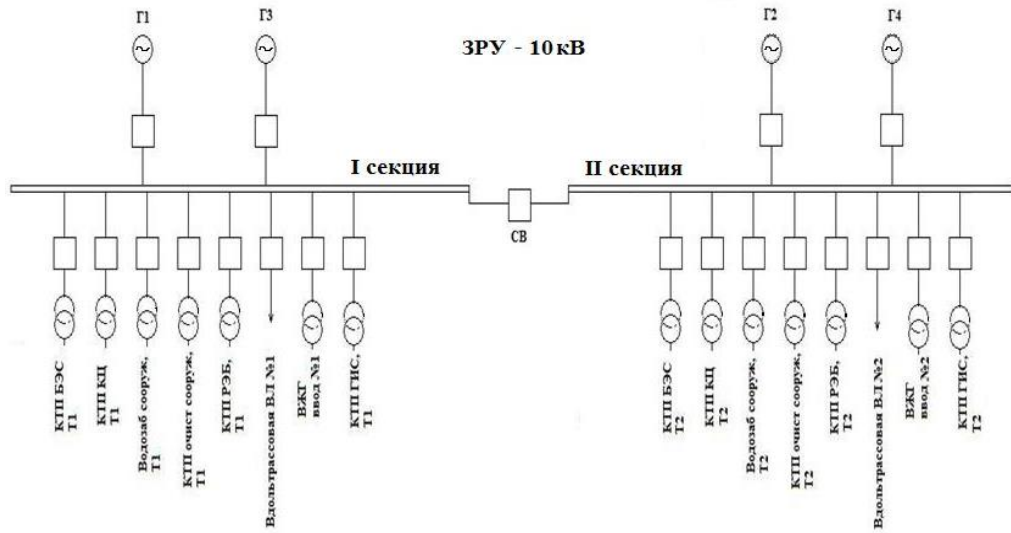 Г1
Г3
ЗРУ - 10 кВ
Г2
Г4
I секция
II секция
СВ
КТП БЭС
Т1
КТП КЦ
Т1
Водозаб сооруж,
Т1
КТП очист сооруж,
Т1
КТП РЭБ,
Т1
Вдольтрассовая ВЛ №1
ВЖГ
ввод №1
КТП ГИС,
Т1
КТП БЭС
Т2
КТП КЦ
Т2
Водозаб сооруж,
Т2
КТП очист сооруж,
Т2
КТП РЭБ,
Т2
Вдольтрассовая ВЛ №2
ВЖГ
ввод №2
КТП ГИС,
Т2